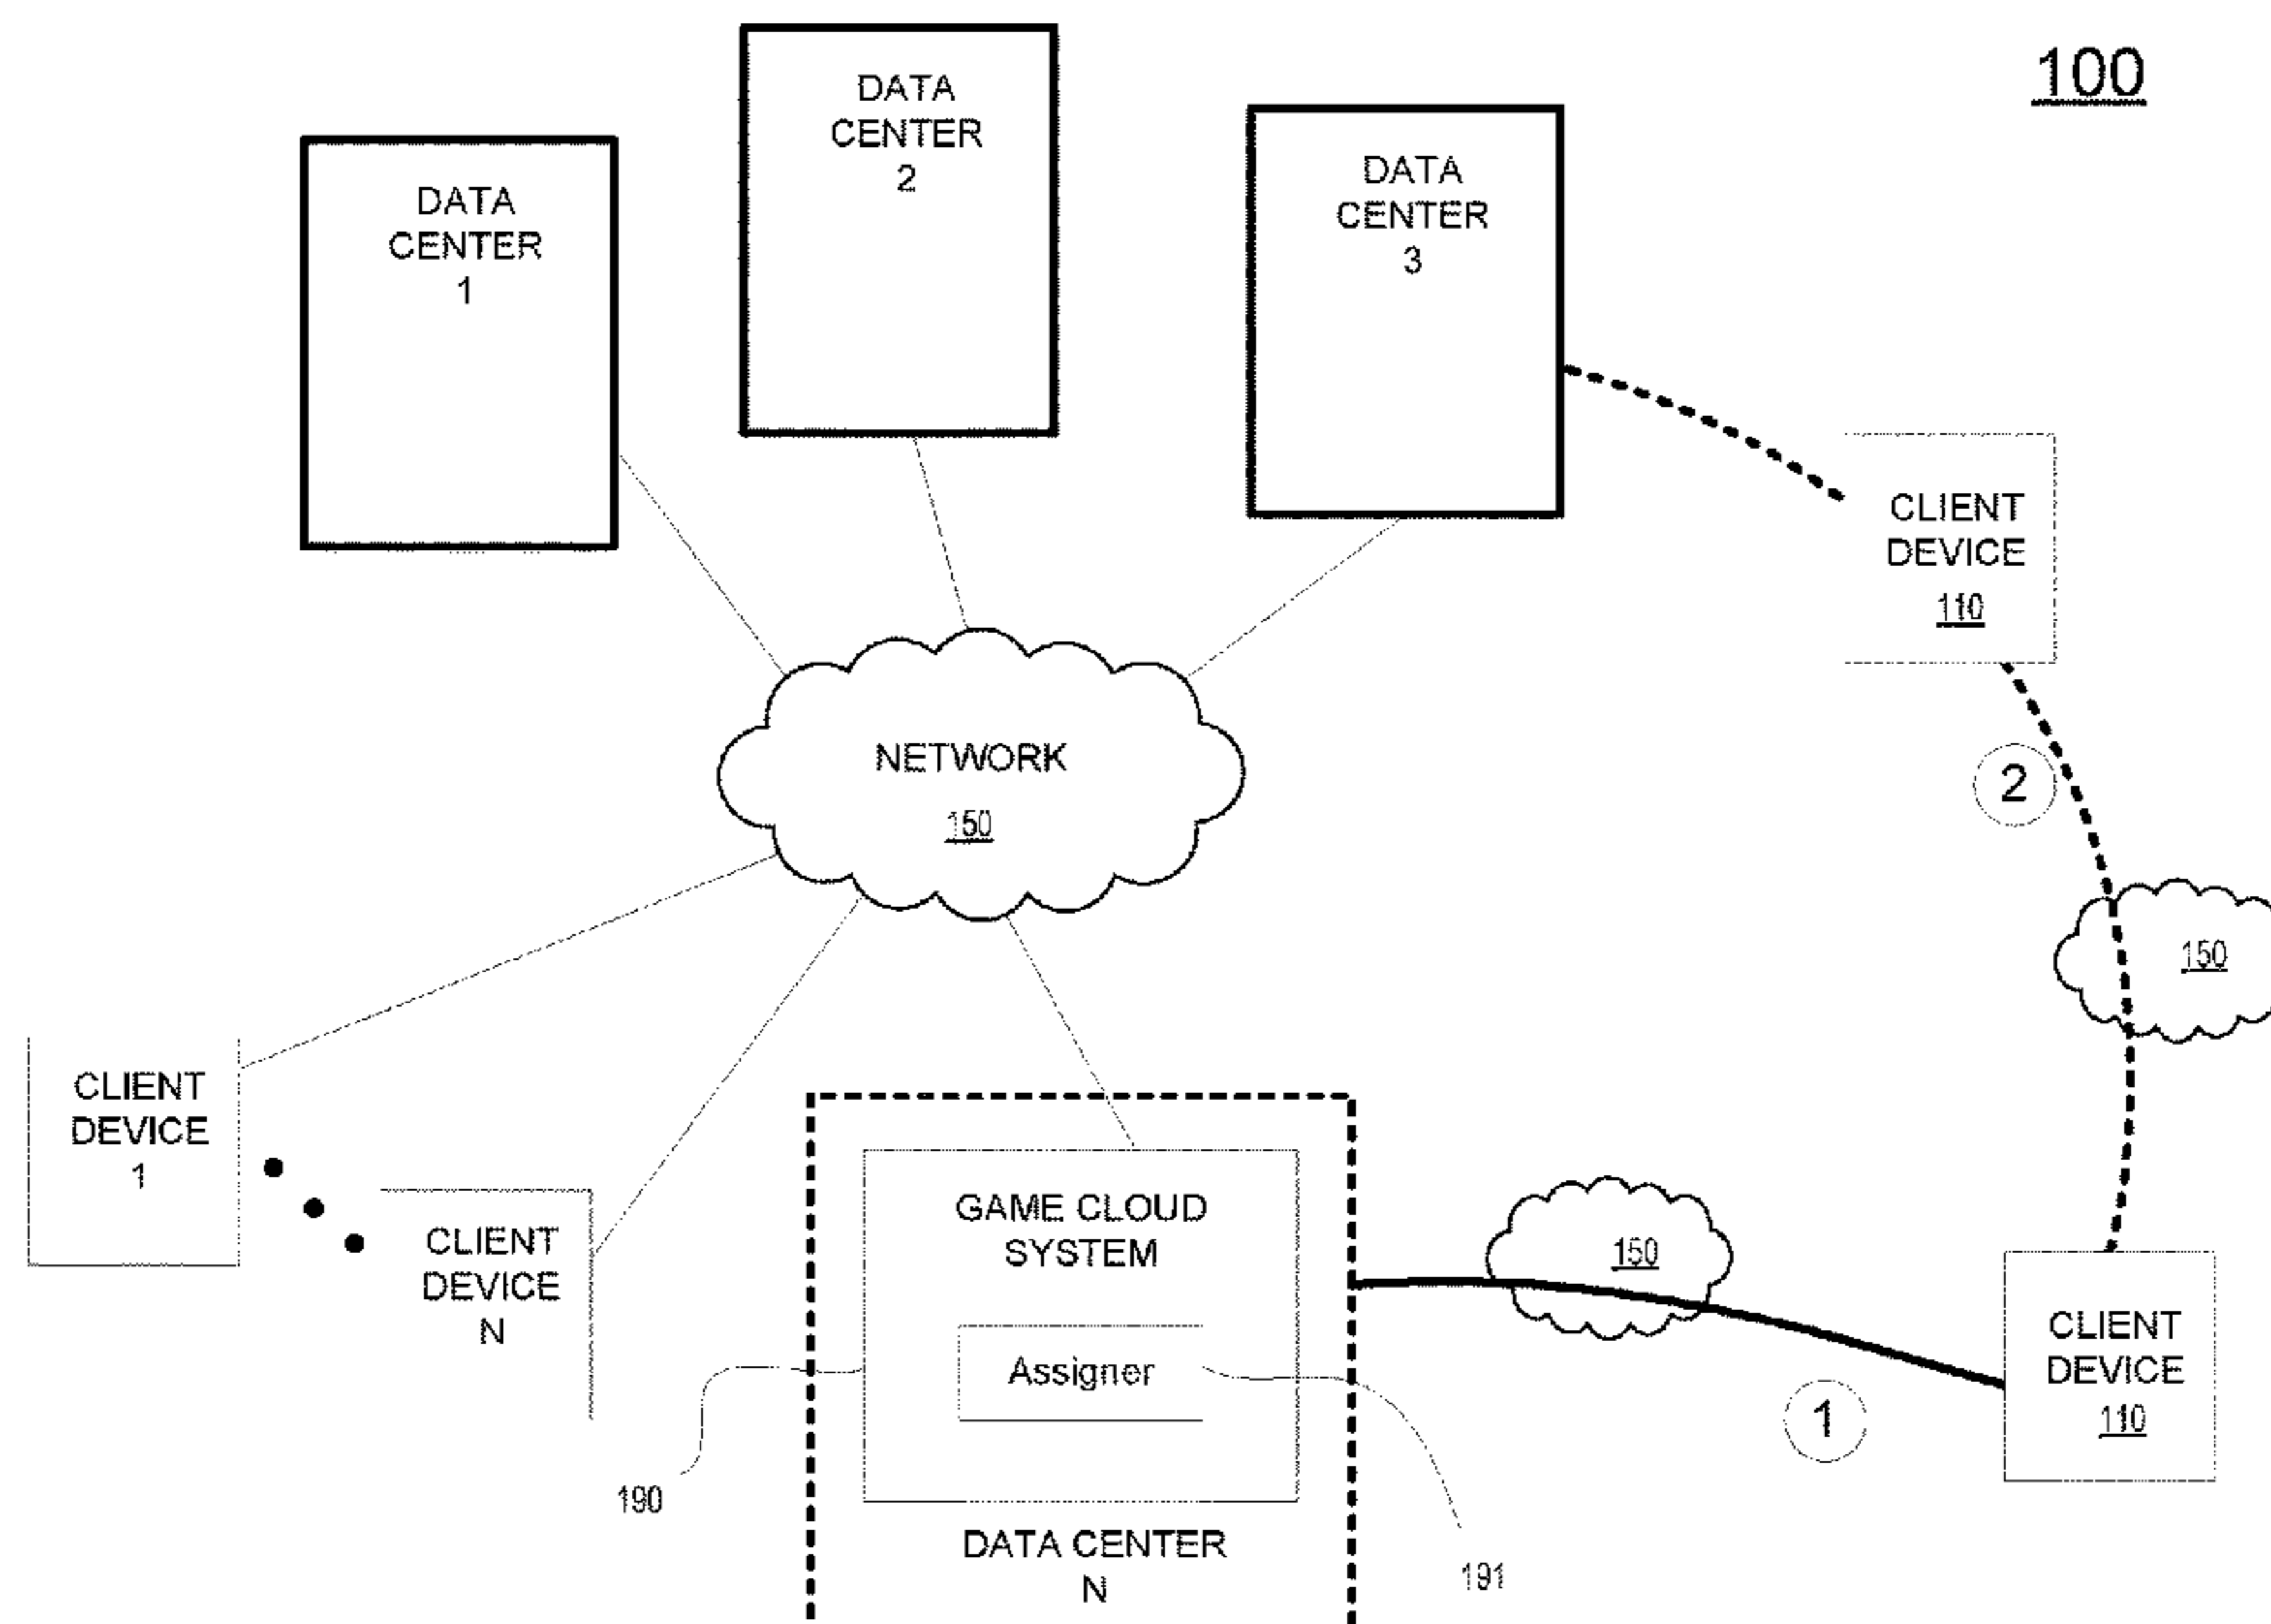 100
DATA
CENTER
1
DATA
CENTER
2
DATA
CENTER
3
CLIENT
DEVICE
110
NETWORK
150
2
150
CLIENT
DEVICE
1
CLIENT
DEVICE
N
GAME CLOUD
SYSTEM
Assigner
190
DATA CENTER
N
191
150
1
CLIENT
DEVICE
110